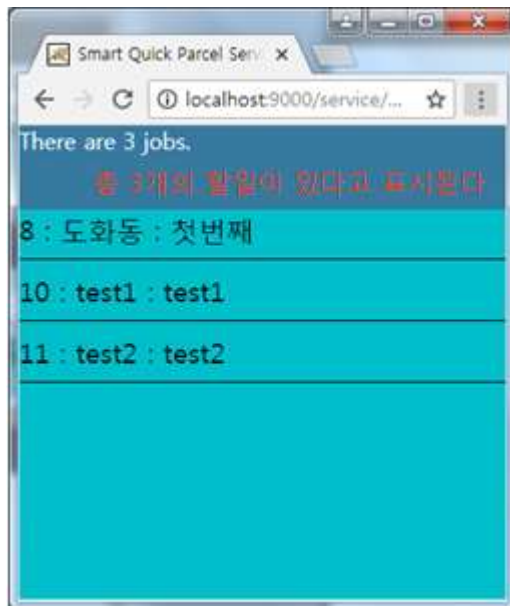 Smart Quick Parcel Serv
localhost:9000/service/...
There are 3 jobs.
총 3개의 할일이 있다고 표시된다
8 : 도화동 : 첫번째
10 : test1 : test1
11 : test2 : test2